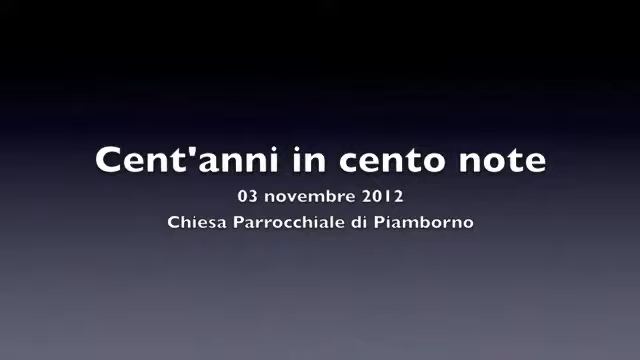 Cent'anni in cento note
03 novembre 2012
Chiesa Parrocchiale di Piamborno